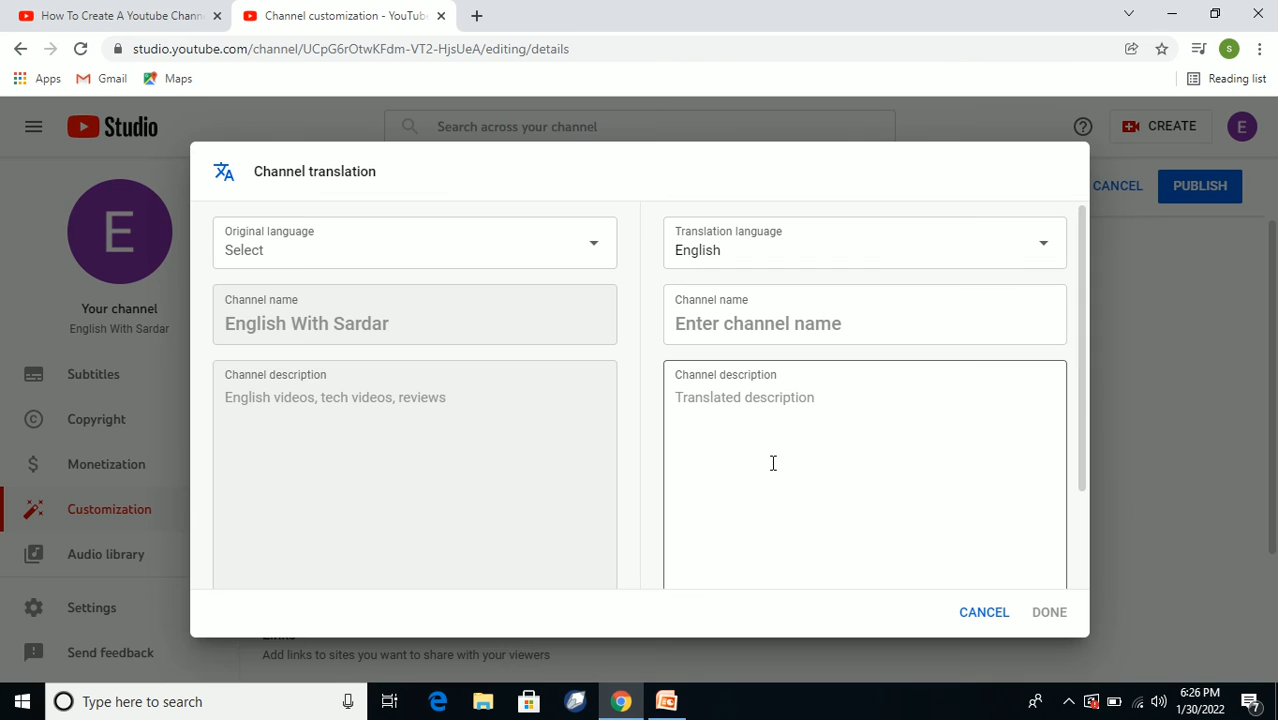 How To Create A Youtube Chann
Channel customization - YouTube
studio.youtube.com/channel/UCpG6rOtwKFdm-VT2-HjsUeA/editing/details
S
Apps
Gmail
Maps
Reading list
Studio
Search across your channel
CREATE
E
CANCEL
PUBLISH
E
Your channel
English With Sardar
Subtitles
Copyright
Monetization
Customization
Audio library
Settings
Send feedback
Channel translation
Original language
Select
Translation language
English
Channel name
English With Sardar
Channel name
Enter channel name
Channel description
English videos, tech videos, reviews
Channel description
Translated description
CANCEL
DONE
Links
Add links to sites you want to share with your viewers
Type here to search
6:26 PM
1/30/2022
7